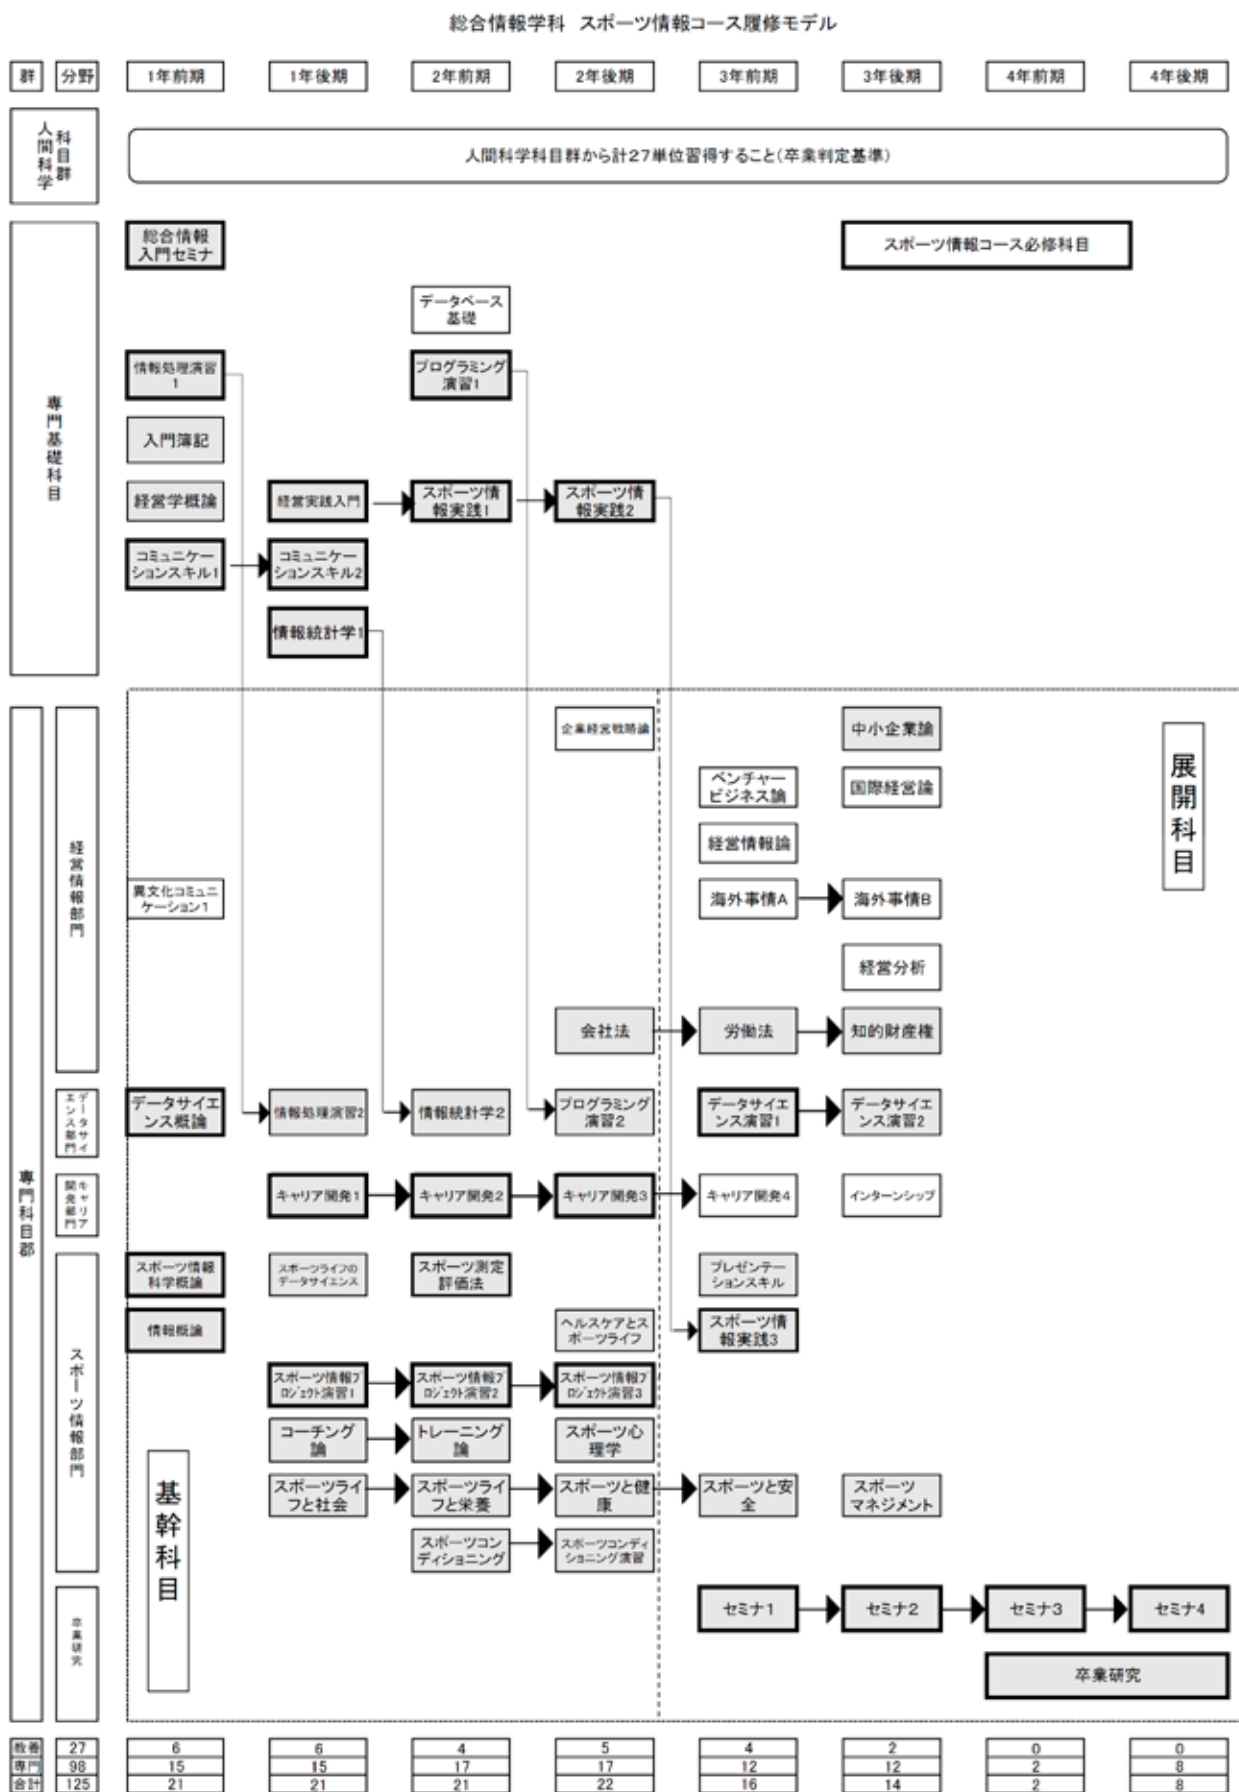 総合情報学科 スポーツ情報コース履修モデル
群 分野 1年前期 1年後期 2年前期 2年後期 3年前期 3年後期 4年前期 4年後期
人間科学
科目群
人間科学科目群から計27単位習得すること(卒業判定基準)
専門基礎科目
総合情報
入門セミナ
スポーツ情報コース必修科目
データベース
基礎
情報処理演習
1
プログラミング
演習1
入門簿記
経営学概論
経営実践入門
スポーツ情
報実践1
スポーツ情
報実践2
コミュニケー
ションスキル1
コミュニケー
ションスキル2
情報統計学1
専門科目郡
経営情報部門
企業経営戦略論
中小企業論
展開科目
ベンチャー
ビジネス論
国際経営論
経営情報論
異文化コミュニ
ケーション1
海外事情A
海外事情B
経営分析
会社法
労働法
知的財産権
データサイ
エンス部門
データサイエ
ンス概論
情報処理演習2
情報統計学2
プログラミング
演習2
データサイエ
ンス演習1
データサイエ
ンス演習2
キャリア
開発部門
キャリア開発1
キャリア開発2
キャリア開発3
キャリア開発4
インターンシップ
スポーツ情報部門
スポーツ情報
科学概論
スポーツライフの
データサイエンス
スポーツ測定
評価法
プレゼンテー
ションスキル
情報概論
ヘルスケアとス
ポーツライフ
スポーツ情
報実践3
スポーツ情報プ
ロジェクト演習1
スポーツ情報プ
ロジェクト演習2
スポーツ情報プ
ロジェクト演習3
コーチング
論
トレーニング
論
スポーツ心
理学
基幹科目
スポーツライ
フと社会
スポーツライ
フと栄養
スポーツと健
康
スポーツと安
全
スポーツ
マネジメント
スポーツコン
ディショニング
スポーツコンディ
ショニング演習
卒業研究
セミナ1
セミナ2
セミナ3
セミナ4
卒業研究
教養 27 6 6 4 5 4 2 0 0
専門 98 15 15 17 17 12 12 2 8
合計 125 21 21 21 22 16 14 2 8